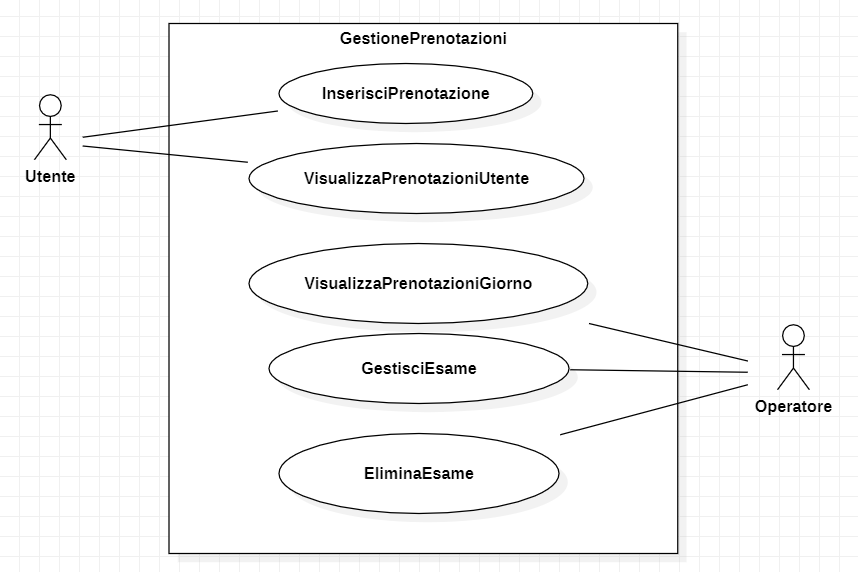 GestionePrenotazioni
InserisciPrenotazione
Utente
VisualizzaPrenotazioniUtente
VisualizzaPrenotazioniGiorno
GestisciEsame
Operatore
EliminaEsame